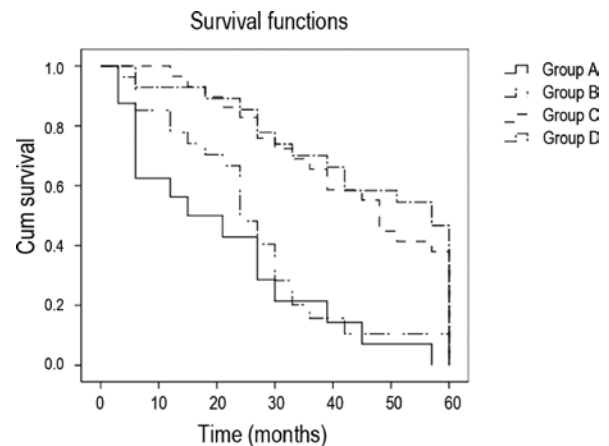 Survival functions
1.0
0.8
0.6
0.4
0.2
0.0
Cum survival
0
10
20
30
40
50
60
Time (months)
Group A
Group B
Group C
Group D